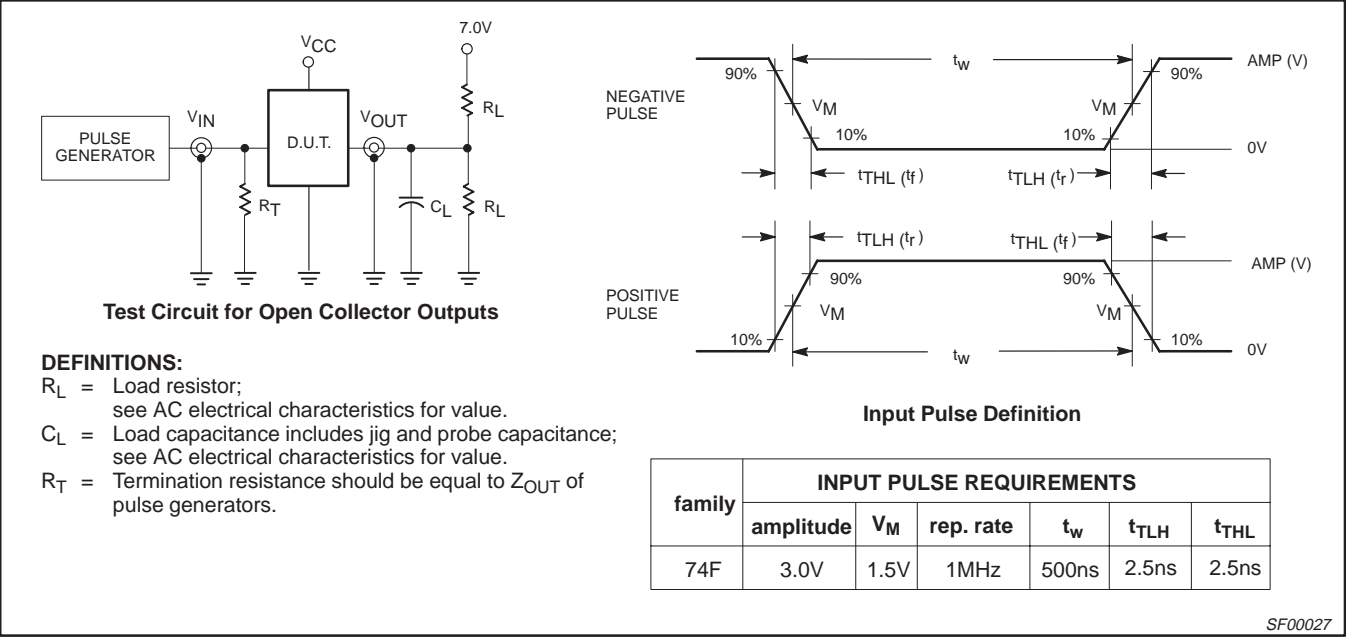 7.0V
VCC
RL
VIN
VOUT
PULSE
GENERATOR
D.U.T.
RT
CL
RL
Test Circuit for Open Collector Outputs
DEFINITIONS:
RL = Load resistor;
see AC electrical characteristics for value.
CL = Load capacitance includes jig and probe capacitance;
see AC electrical characteristics for value.
RT = Termination resistance should be equal to ZOUT of
pulse generators.
NEGATIVE
PULSE
90%
tw
90%
AMP (V)
VM
VM
10%
10%
0V
tTHL (tf)
tTLH (tr)
tTLH (tr)
tTHL (tf)
AMP (V)
90%
90%
POSITIVE
PULSE
VM
VM
10%
10%
tw
0V
Input Pulse Definition
family
INPUT PULSE REQUIREMENTS
amplitude VM rep. rate tw tTLH tTHL
74F 3.0V 1.5V 1MHz 500ns 2.5ns 2.5ns
SF00027